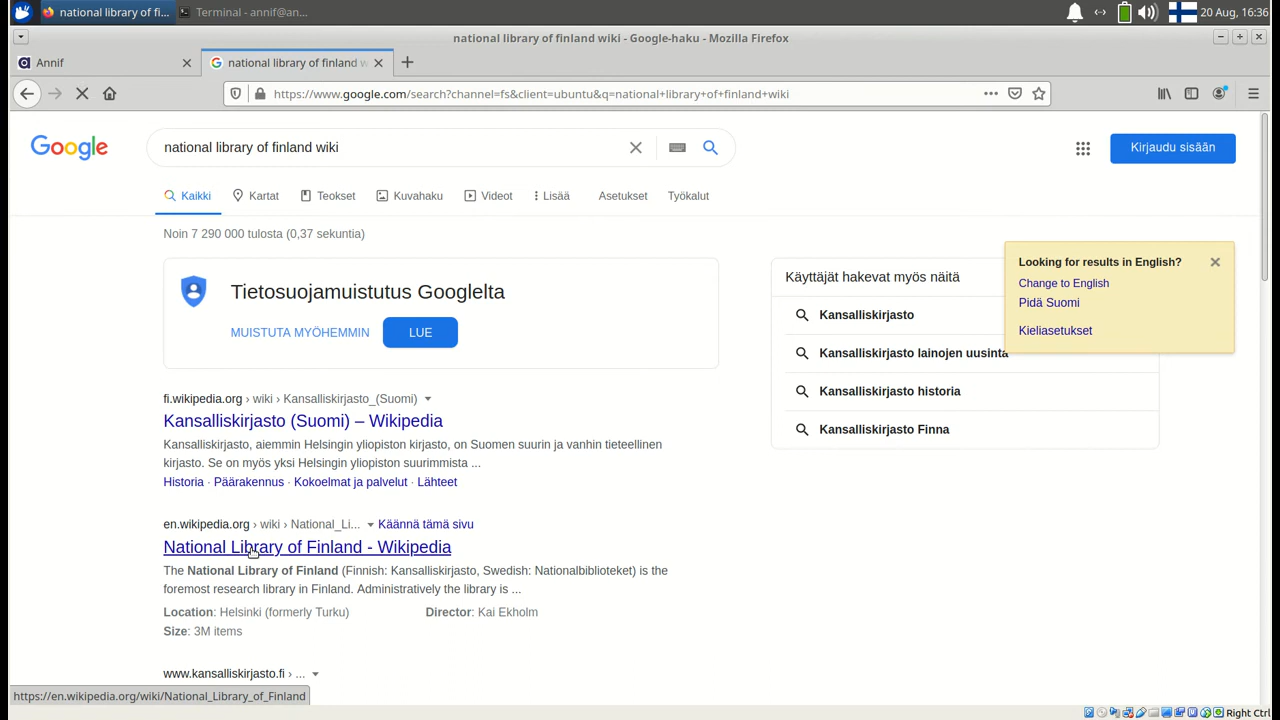 national library of fi...
Terminal - annif@an...
20 Aug, 16:36
national library of finland wiki - Google-haku - Mozilla Firefox
Annif
national library of finland w
https://www.google.com/search?channel=fs&client=ubuntu&q=national+library+of+finland+wiki
Google
national library of finland wiki
Kirjaudu sisään
Kaikki
Kartat
Teokset
Kuvahaku
Videot
Lisää
Asetukset
Työkalut
Noin 7 290 000 tulosta (0,37 sekuntia)
Tietosuojamuistutus Googlelta
MUISTUTA MYÖHEMMIN
LUE
fi.wikipedia.org › wiki › Kansalliskirjasto_(Suomi)
Kansalliskirjasto (Suomi) – Wikipedia
Kansalliskirjasto, aiemmin Helsingin yliopiston kirjasto, on Suomen suurin ja vanhin tieteellinen
kirjasto. Se on myös yksi Helsingin yliopiston suurimmista ...
Historia · Päärakennus · Kokoelmat ja palvelut · Lähteet
en.wikipedia.org › wiki › National_Li... Käännä tämä sivu
National Library of Finland - Wikipedia
The National Library of Finland (Finnish: Kansalliskirjasto, Swedish: Nationalbiblioteket) is the
foremost research library in Finland. Administratively the library is ...
Location: Helsinki (formerly Turku)
Director: Kai Ekholm
Size: 3M items
www.kansalliskirjasto.fi › ...
Käyttäjät hakevat myös näitä
Kansalliskirjasto
Kansalliskirjasto lainojen uusinta
Kansalliskirjasto historia
Kansalliskirjasto Finna
Looking for results in English?
Change to English
Pidä Suomi
Kieliasetukset
https://en.wikipedia.org/wiki/National_Library_of_Finland
Right Ctrl